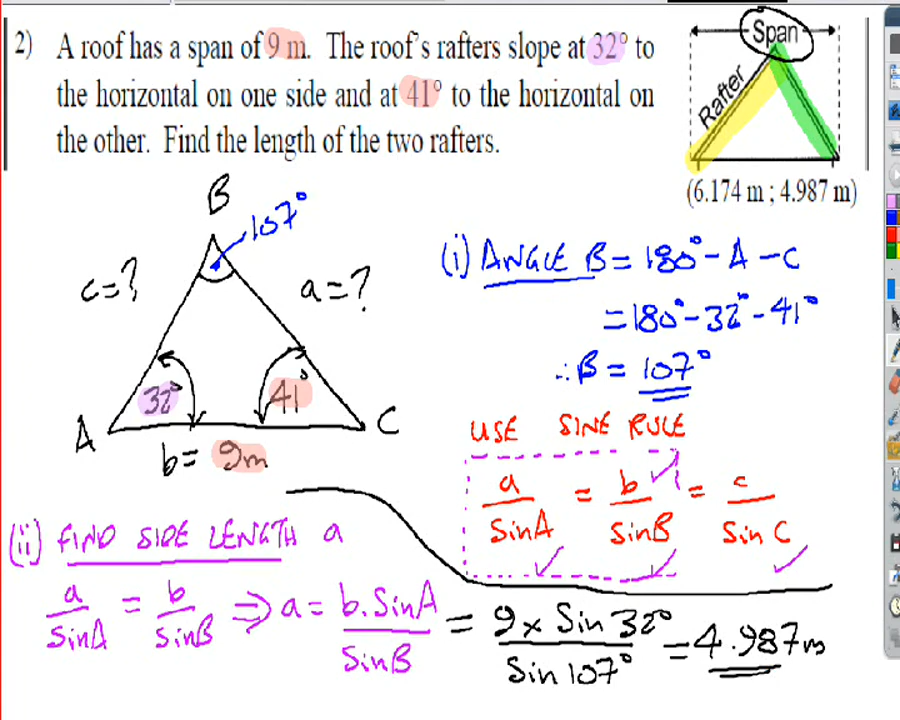 2) A roof has a span of 9 m. The roof's rafters slope at 32° to
the horizontal on one side and at 41° to the horizontal on
the other. Find the length of the two rafters.
Span
Rafter
(6.174 m ; 4.987 m)
B
107°
c=?
a=?
32°
41°
A
C
b= 9m
(i) ANGLE B = 180° - A - C
= 180° - 32° - 41°
∴ B = 107°
USE SINE RULE
a/sinA = b/sinB = c/sin C
(ii) FIND SIDE LENGTH a
a/sinA = b/sinB ⇒ a = b.sinA/sinB = 9 x Sin 32°/Sin 107° = 4.987m